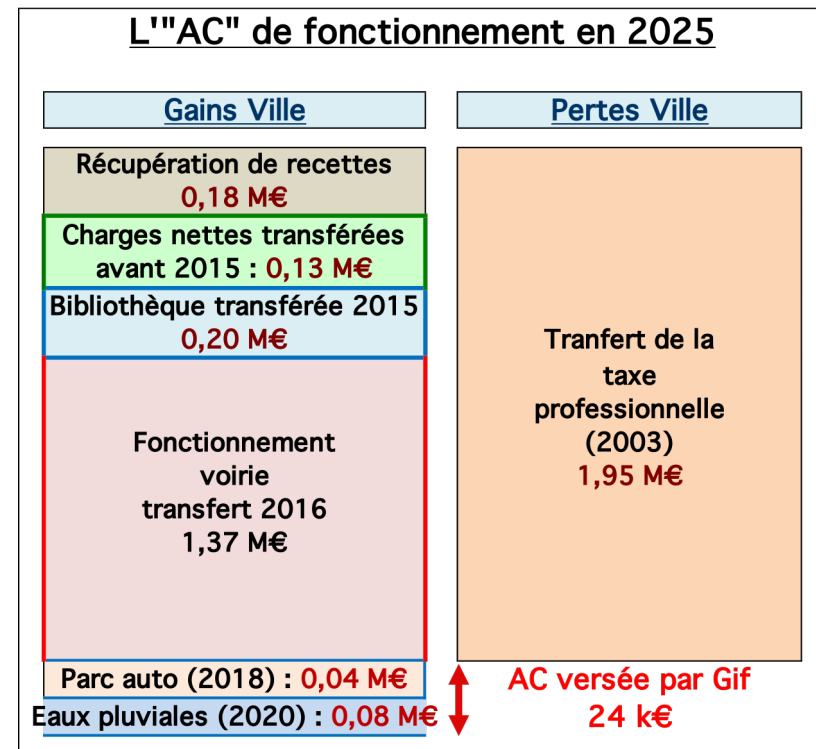 L'"AC" de fonctionnement en 2025
Gains Ville
Récupération de recettes
0,18 M€
Charges nettes transférées
avant 2015 : 0,13 M€
Bibliothèque transférée 2015
0,20 M€
Fonctionnement
voirie
transfert 2016
1,37 M€
Parc auto (2018) : 0,04 M€
Eaux pluviales (2020) : 0,08 M€
Pertes Ville
Tranfert de la
taxe
professionnelle
(2003)
1,95 M€
AC versée par Gif
24 k€